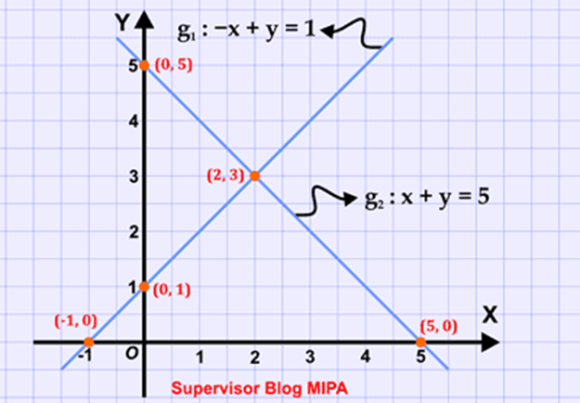 Y
g₁ : −x + y = 1
5
(0, 5)
4
3
(2, 3)
g₂ : x + y = 5
2
1
(0, 1)
(-1, 0)
(5, 0)
X
-1
O
1
2
3
4
5
Supervisor Blog MIPA